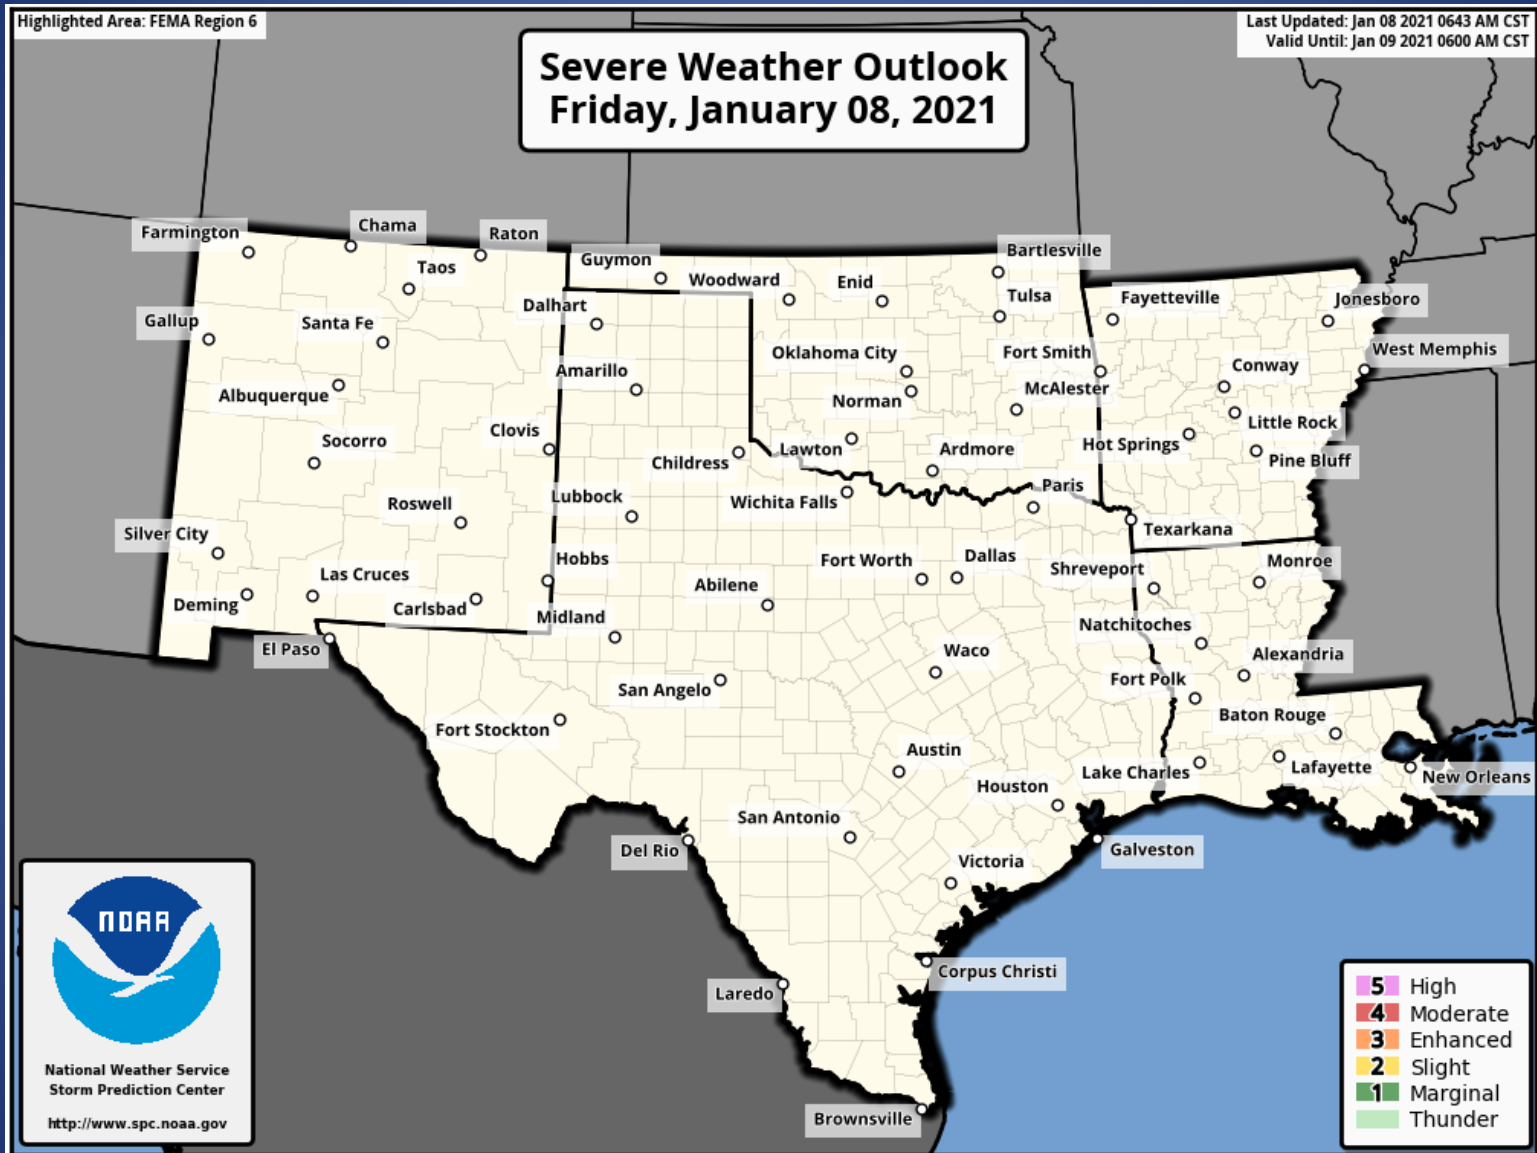 Highlighted Area: FEMA Region 6
Last Updated: Jan 08 2021 0643 AM CST
Valid Until: Jan 09 2021 0600 AM CST
Severe Weather Outlook
Friday, January 08, 2021
Farmington
Chama
Raton
Taos
Guymon
Woodward
Enid
Bartlesville
Tulsa
Fayetteville
Jonesboro
Gallup
Santa Fe
Dalhart
Oklahoma City
Fort Smith
West Memphis
Conway
Amarillo
Albuquerque
Norman
McAlester
Little Rock
Clovis
Socorro
Childress
Lawton
Ardmore
Hot Springs
Pine Bluff
Roswell
Lubbock
Wichita Falls
Paris
Texarkana
Silver City
Las Cruces
Hobbs
Abilene
Fort Worth
Dallas
Shreveport
Monroe
Deming
Carlsbad
Midland
Natchitoches
El Paso
San Angelo
Waco
Alexandria
Fort Polk
Fort Stockton
Baton Rouge
Austin
Houston
Lake Charles
Lafayette
New Orleans
San Antonio
Del Rio
Victoria
Galveston
Corpus Christi
Laredo
Brownsville
NOAA
National Weather Service
Storm Prediction Center
http://www.spc.noaa.gov
5 High
4 Moderate
3 Enhanced
2 Slight
1 Marginal
Thunder